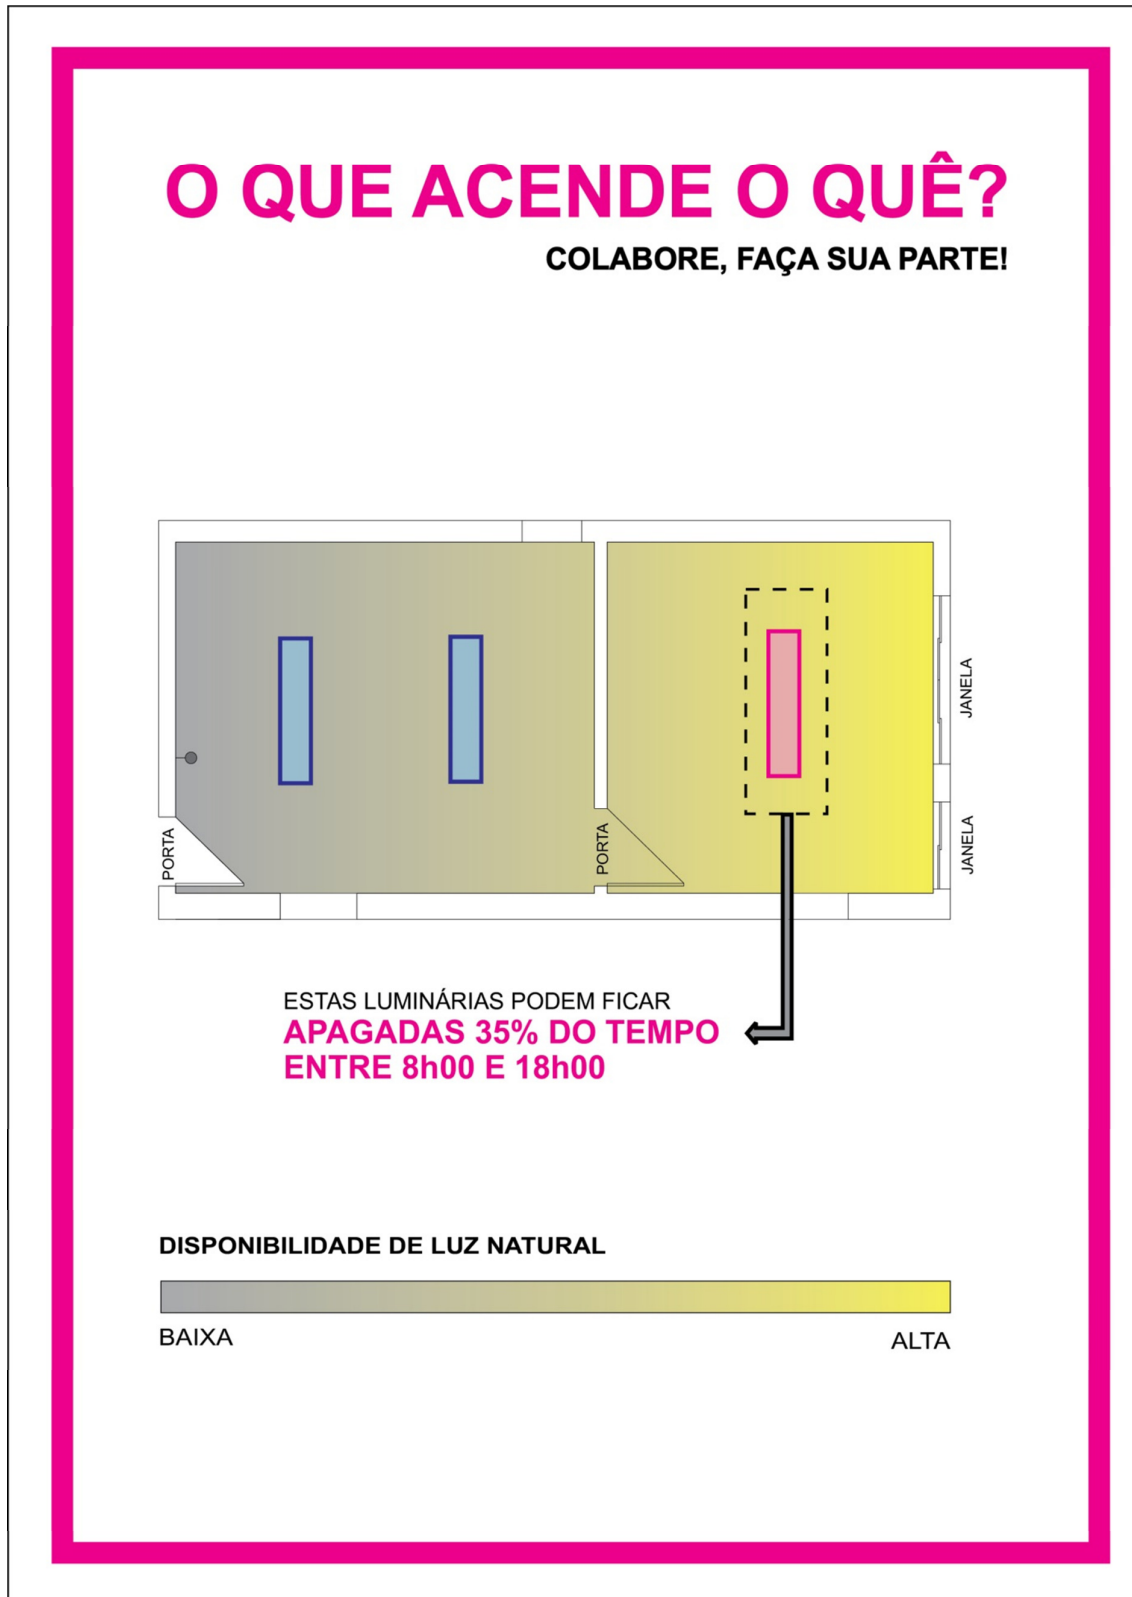 O QUE ACENDE O QUÊ?
COLABORE, FAÇA SUA PARTE!
JANELA
PORTA
PORTA
JANELA
ESTAS LUMINÁRIAS PODEM FICAR
APAGADAS 35% DO TEMPO
ENTRE 8h00 E 18h00
DISPONIBILIDADE DE LUZ NATURAL
BAIXA
ALTA